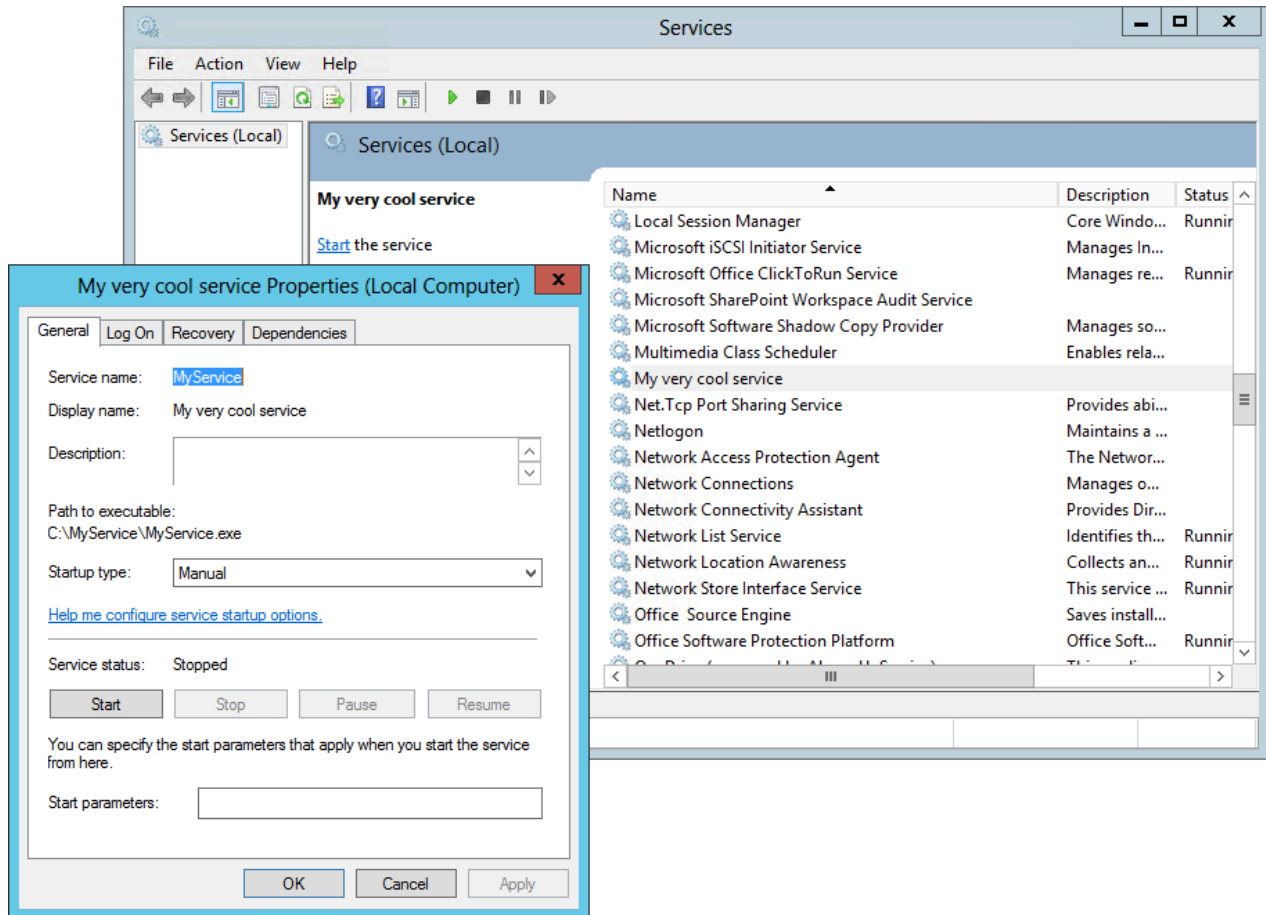 Services
File Action View Help
Services (Local)
Services (Local)
My very cool service
Start the service
Name Description Status
Local Session Manager Core Windo... Runnir
Microsoft iSCSI Initiator Service Manages In...
Microsoft Office ClickToRun Service Manages re... Runnir
Microsoft SharePoint Workspace Audit Service
Microsoft Software Shadow Copy Provider Manages so...
Multimedia Class Scheduler Enables rela...
My very cool service
Net.Tcp Port Sharing Service Provides abi...
Netlogon Maintains a ...
Network Access Protection Agent The Networ...
Network Connections Manages o...
Network Connectivity Assistant Provides Dir...
Network List Service Identifies th... Runnir
Network Location Awareness Collects an... Runnir
Network Store Interface Service This service ... Runnir
Office  Source Engine Saves install...
Office Software Protection Platform Office Soft... Runnir
My very cool service Properties (Local Computer)
General Log On Recovery Dependencies
Service name: MyService
Display name: My very cool service
Description:
Path to executable:
C:\MyService\MyService.exe
Startup type: Manual
Help me configure service startup options.
Service status: Stopped
Start Stop Pause Resume
You can specify the start parameters that apply when you start the service
from here.
Start parameters:
OK Cancel Apply